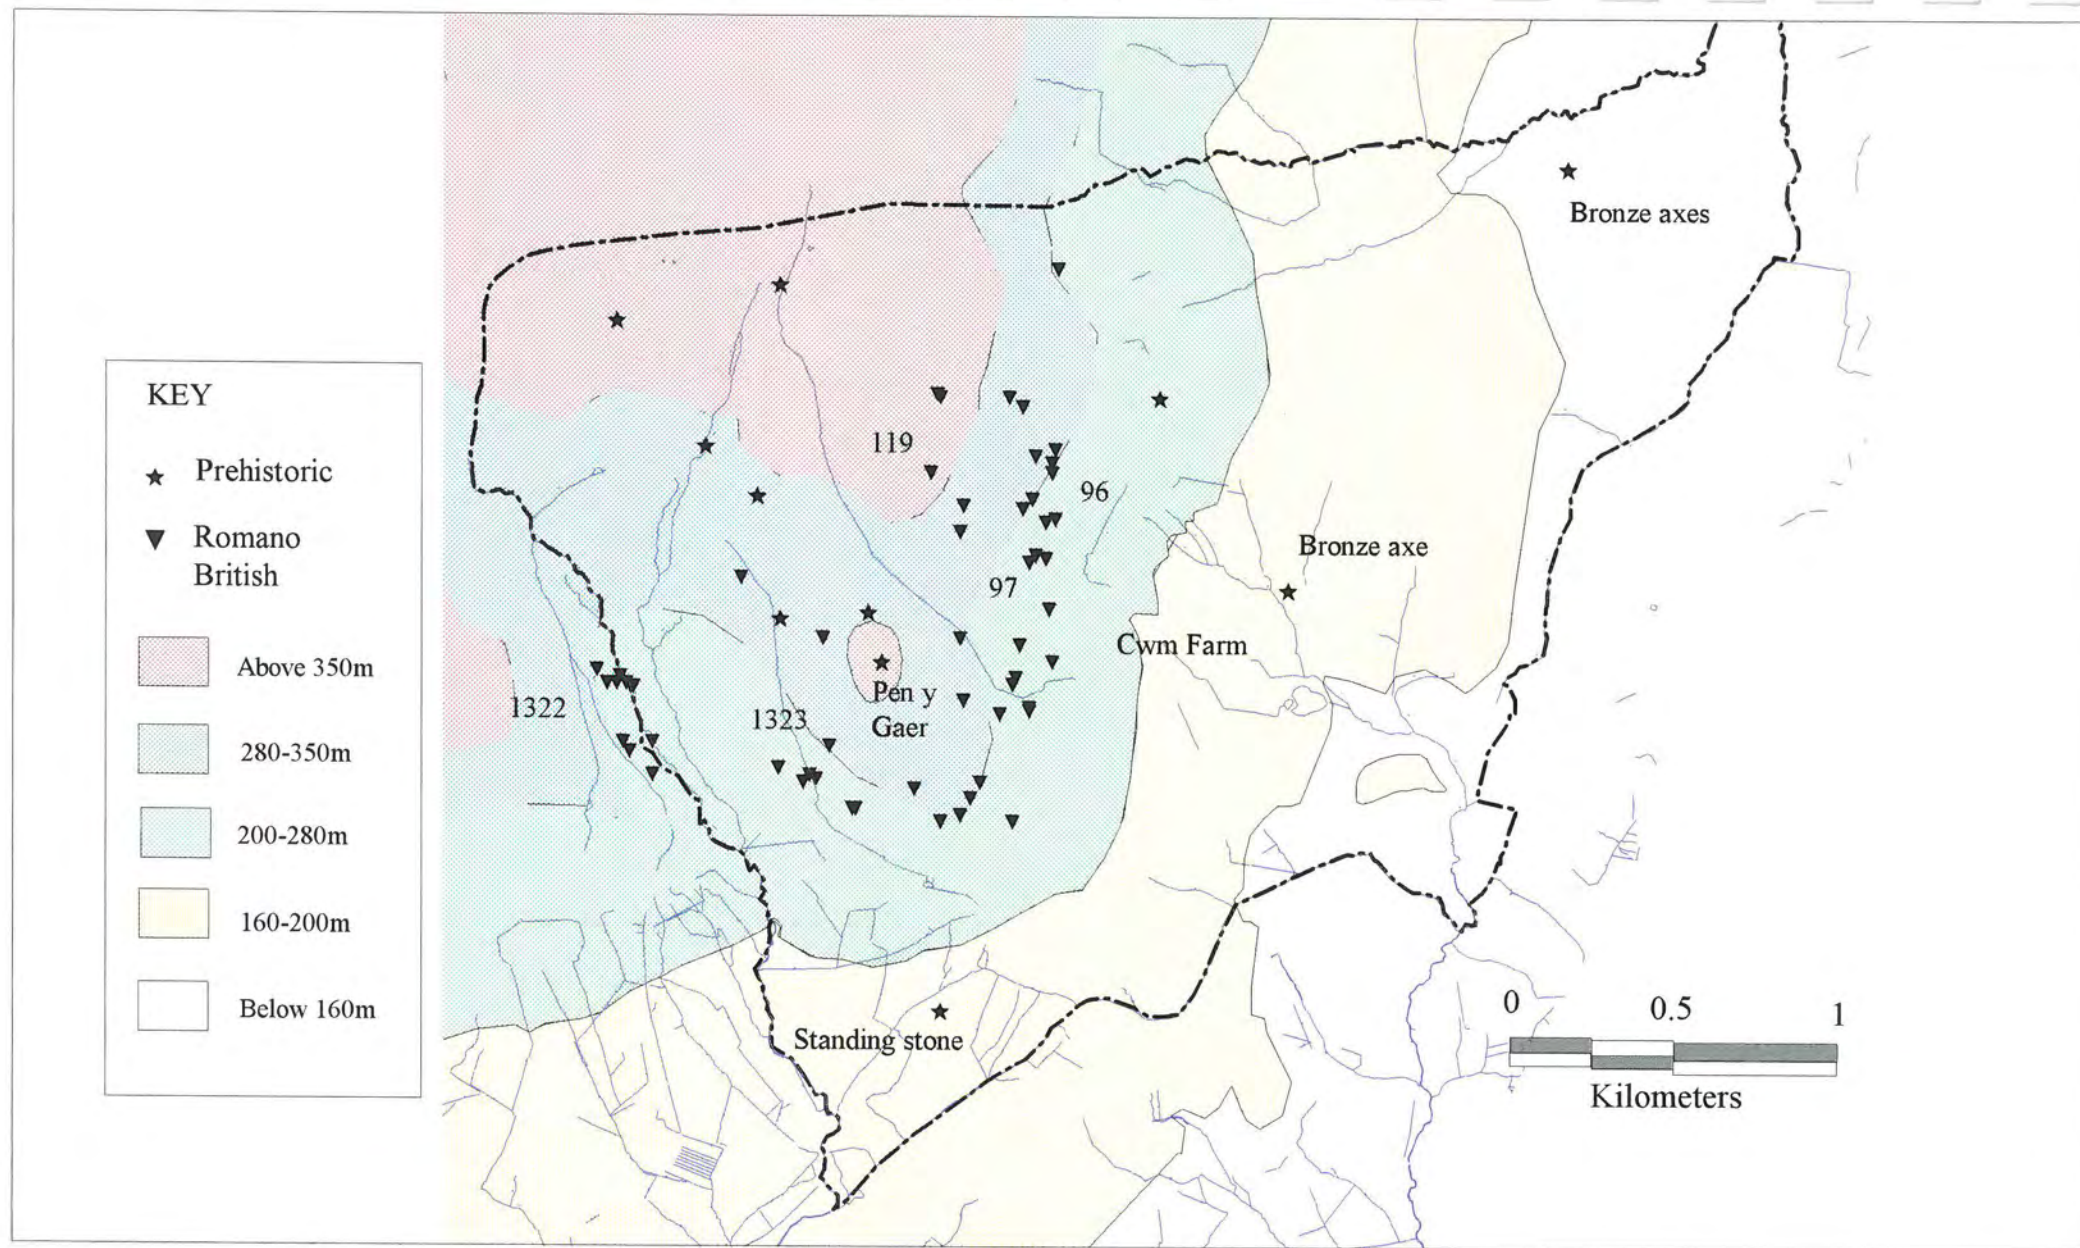 KEY
Prehistoric
Romano
British
Above 350m
280-350m
200-280m
160-200m
Below 160m
Bronze axes
119
96
Bronze axe
97
Cwm Farm
1322
1323
Pen y
Gaer
Standing stone
0 0.5 1
Kilometers